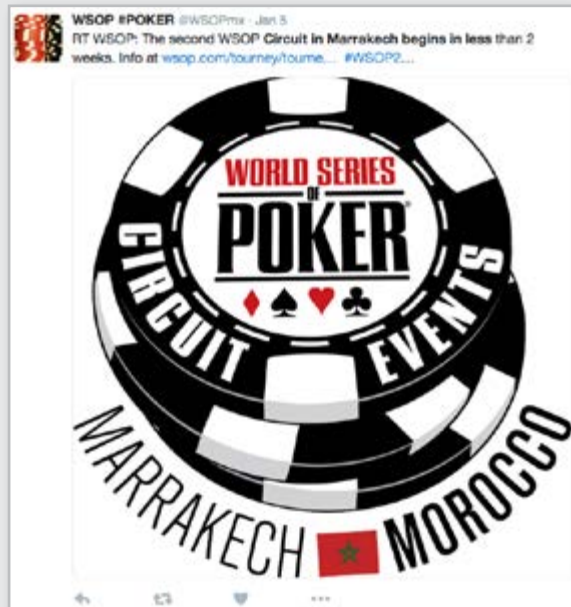 WSOP #POKER @WSOPmx · Jan 5
RT WSOP: The second WSOP Circuit in Marrakech begins in less than 2
weeks. Info at wsop.com/tourney/tourne... #WSOP2...
WORLD SERIES
OF
POKER®
CIRCUIT EVENTS
MARRAKECH MOROCCO